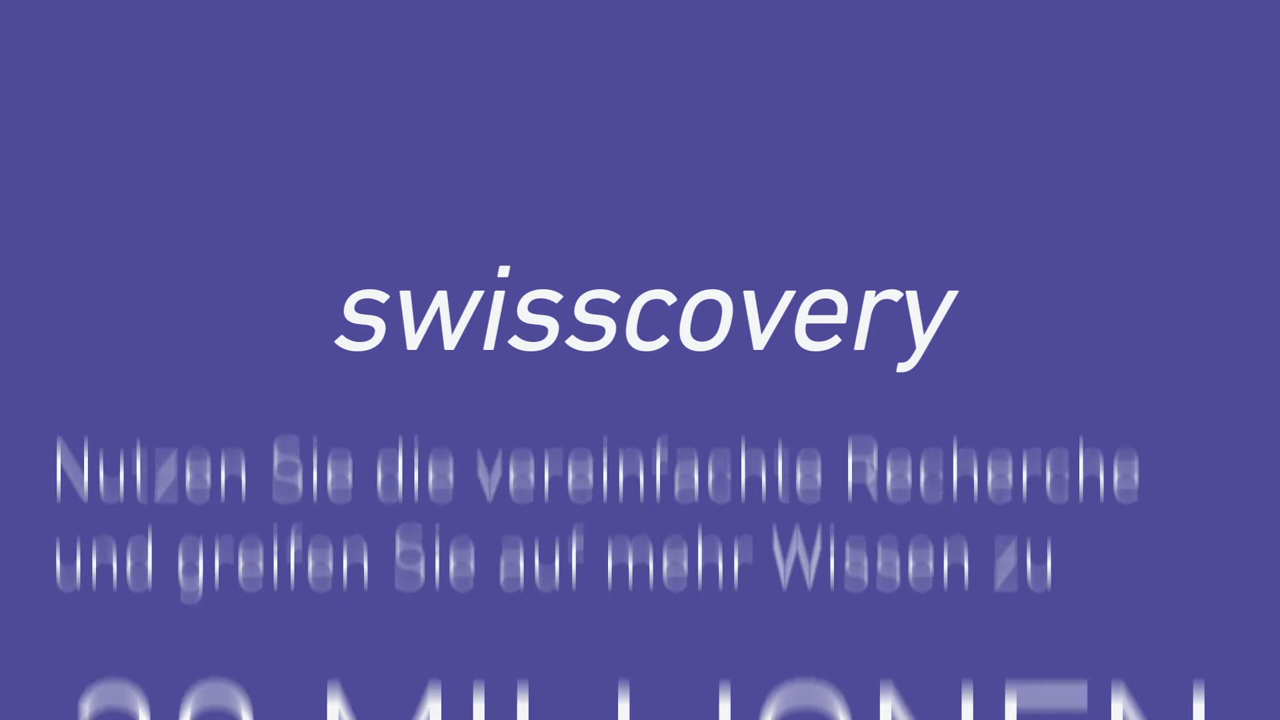 swisscovery
Nutzen Sie die vereinfachte Recherche
und greifen Sie auf mehr Wissen zu
MILLIONEN